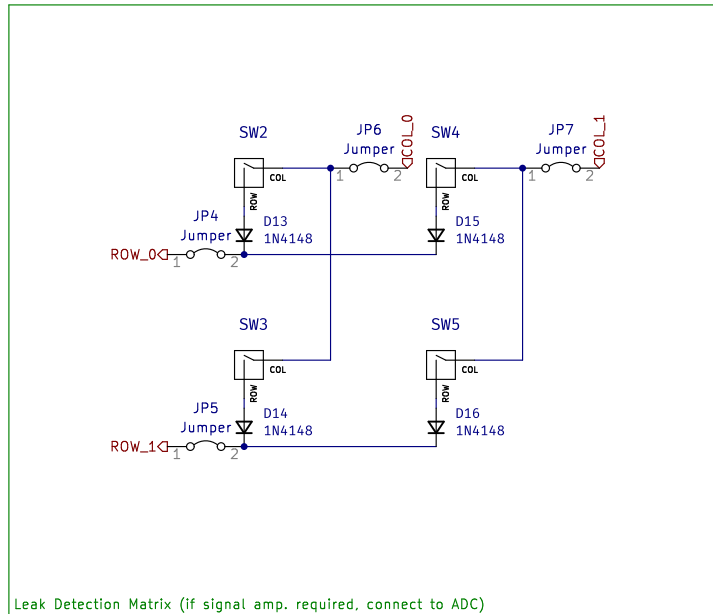 JP6
Jumper
COL_0
JP7
Jumper
COL_1
SW2
SW4
COL
1
2
COL
1
2
ROW
ROW
JP4
Jumper
D13
1N4148
D15
1N4148
ROW_0
1
2
SW3
SW5
COL
COL
ROW
ROW
JP5
Jumper
D14
1N4148
D16
1N4148
ROW_1
1
2
Leak Detection Matrix (if signal amp. required, connect to ADC)